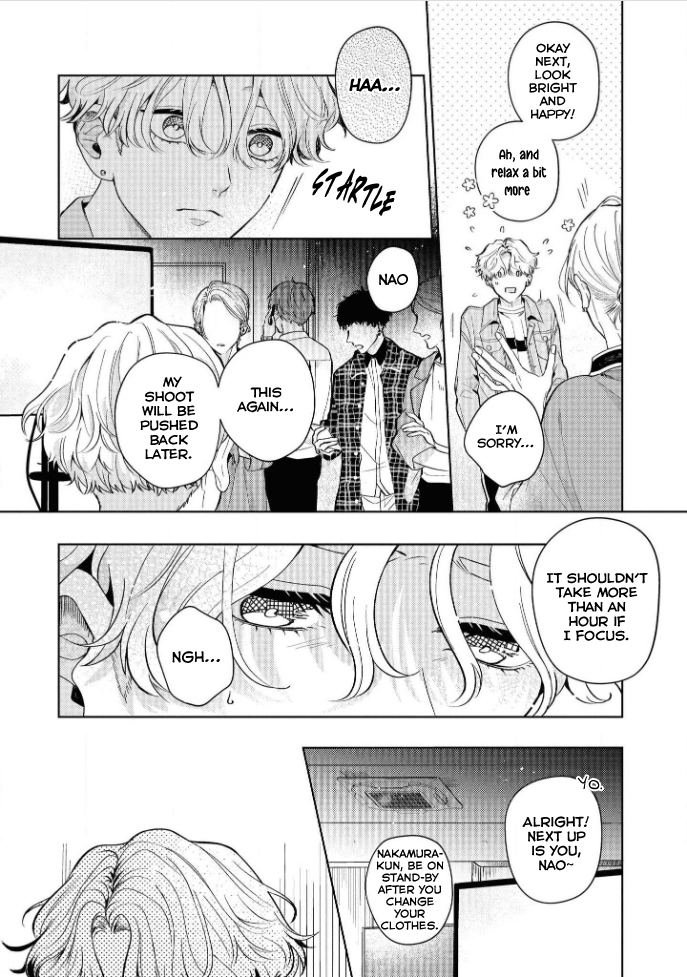 OKAY
NEXT,
LOOK
BRIGHT
AND
HAPPY!
Ah, and
relax a bit
more
I'M
SORRY...
HAA...
STARTLE
NAO
THIS
AGAIN...
MY
SHOOT
WILL BE
PUSHED
BACK
LATER.
IT SHOULDN'T
TAKE MORE
THAN AN
HOUR IF
I FOCUS.
NGH...
YO.
ALRIGHT!
NEXT UP
IS YOU,
NAO~
NAKAMURA-
KUN, BE ON
STAND-BY
AFTER YOU
CHANGE
YOUR
CLOTHES.